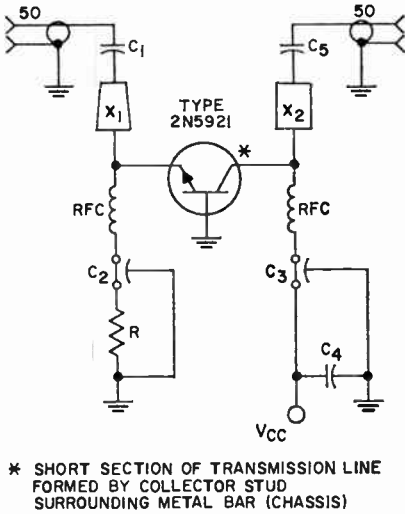 50
50
C1
C5
X1
TYPE
2N5921
*
X2
RFC
RFC
C2
C3
R
C4
VCC
* SHORT SECTION OF TRANSMISSION LINE
FORMED BY COLLECTOR STUD
SURROUNDING METAL BAR (CHASSIS)